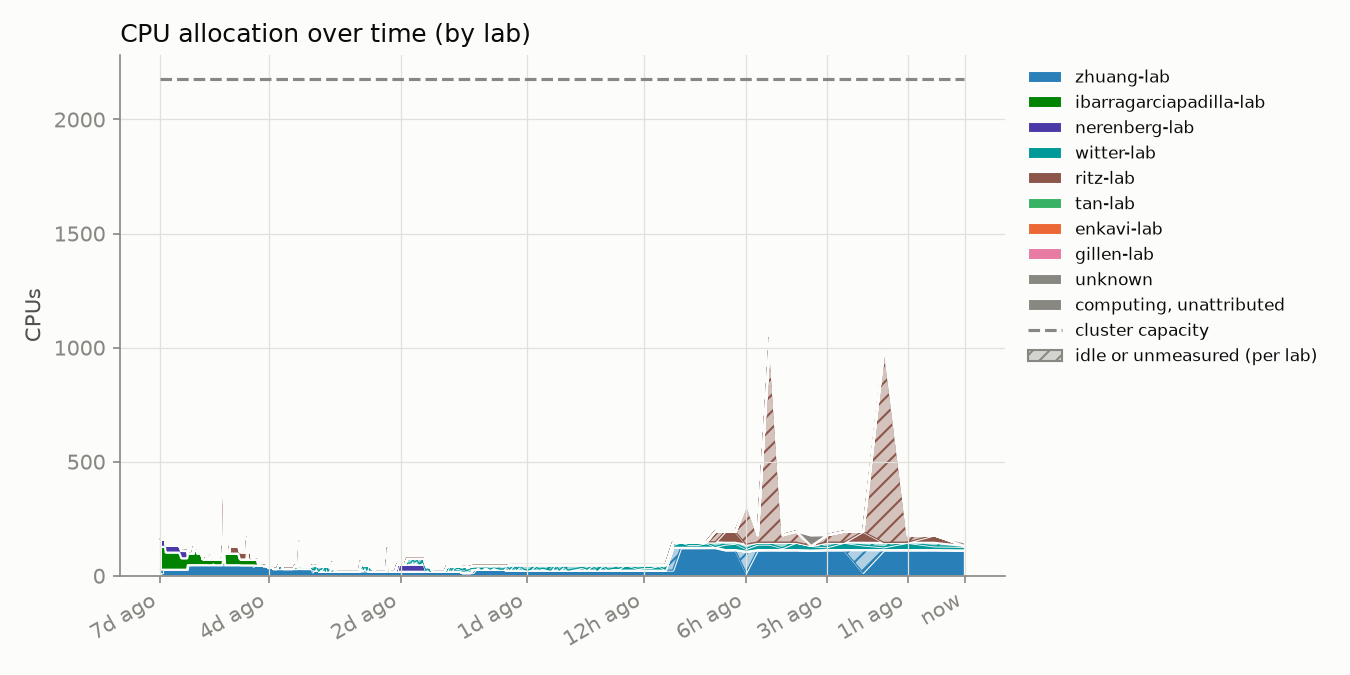 CPU allocation over time (by lab)
CPUs
2000
1500
1000
500
0
7d ago
4d ago
2d ago
1d ago
12h ago
6h ago
3h ago
1h ago
now
zhuang-lab
ibarragarciapadilla-lab
nerenberg-lab
witter-lab
ritz-lab
tan-lab
enkavi-lab
gillen-lab
unknown
computing, unattributed
cluster capacity
idle or unmeasured (per lab)